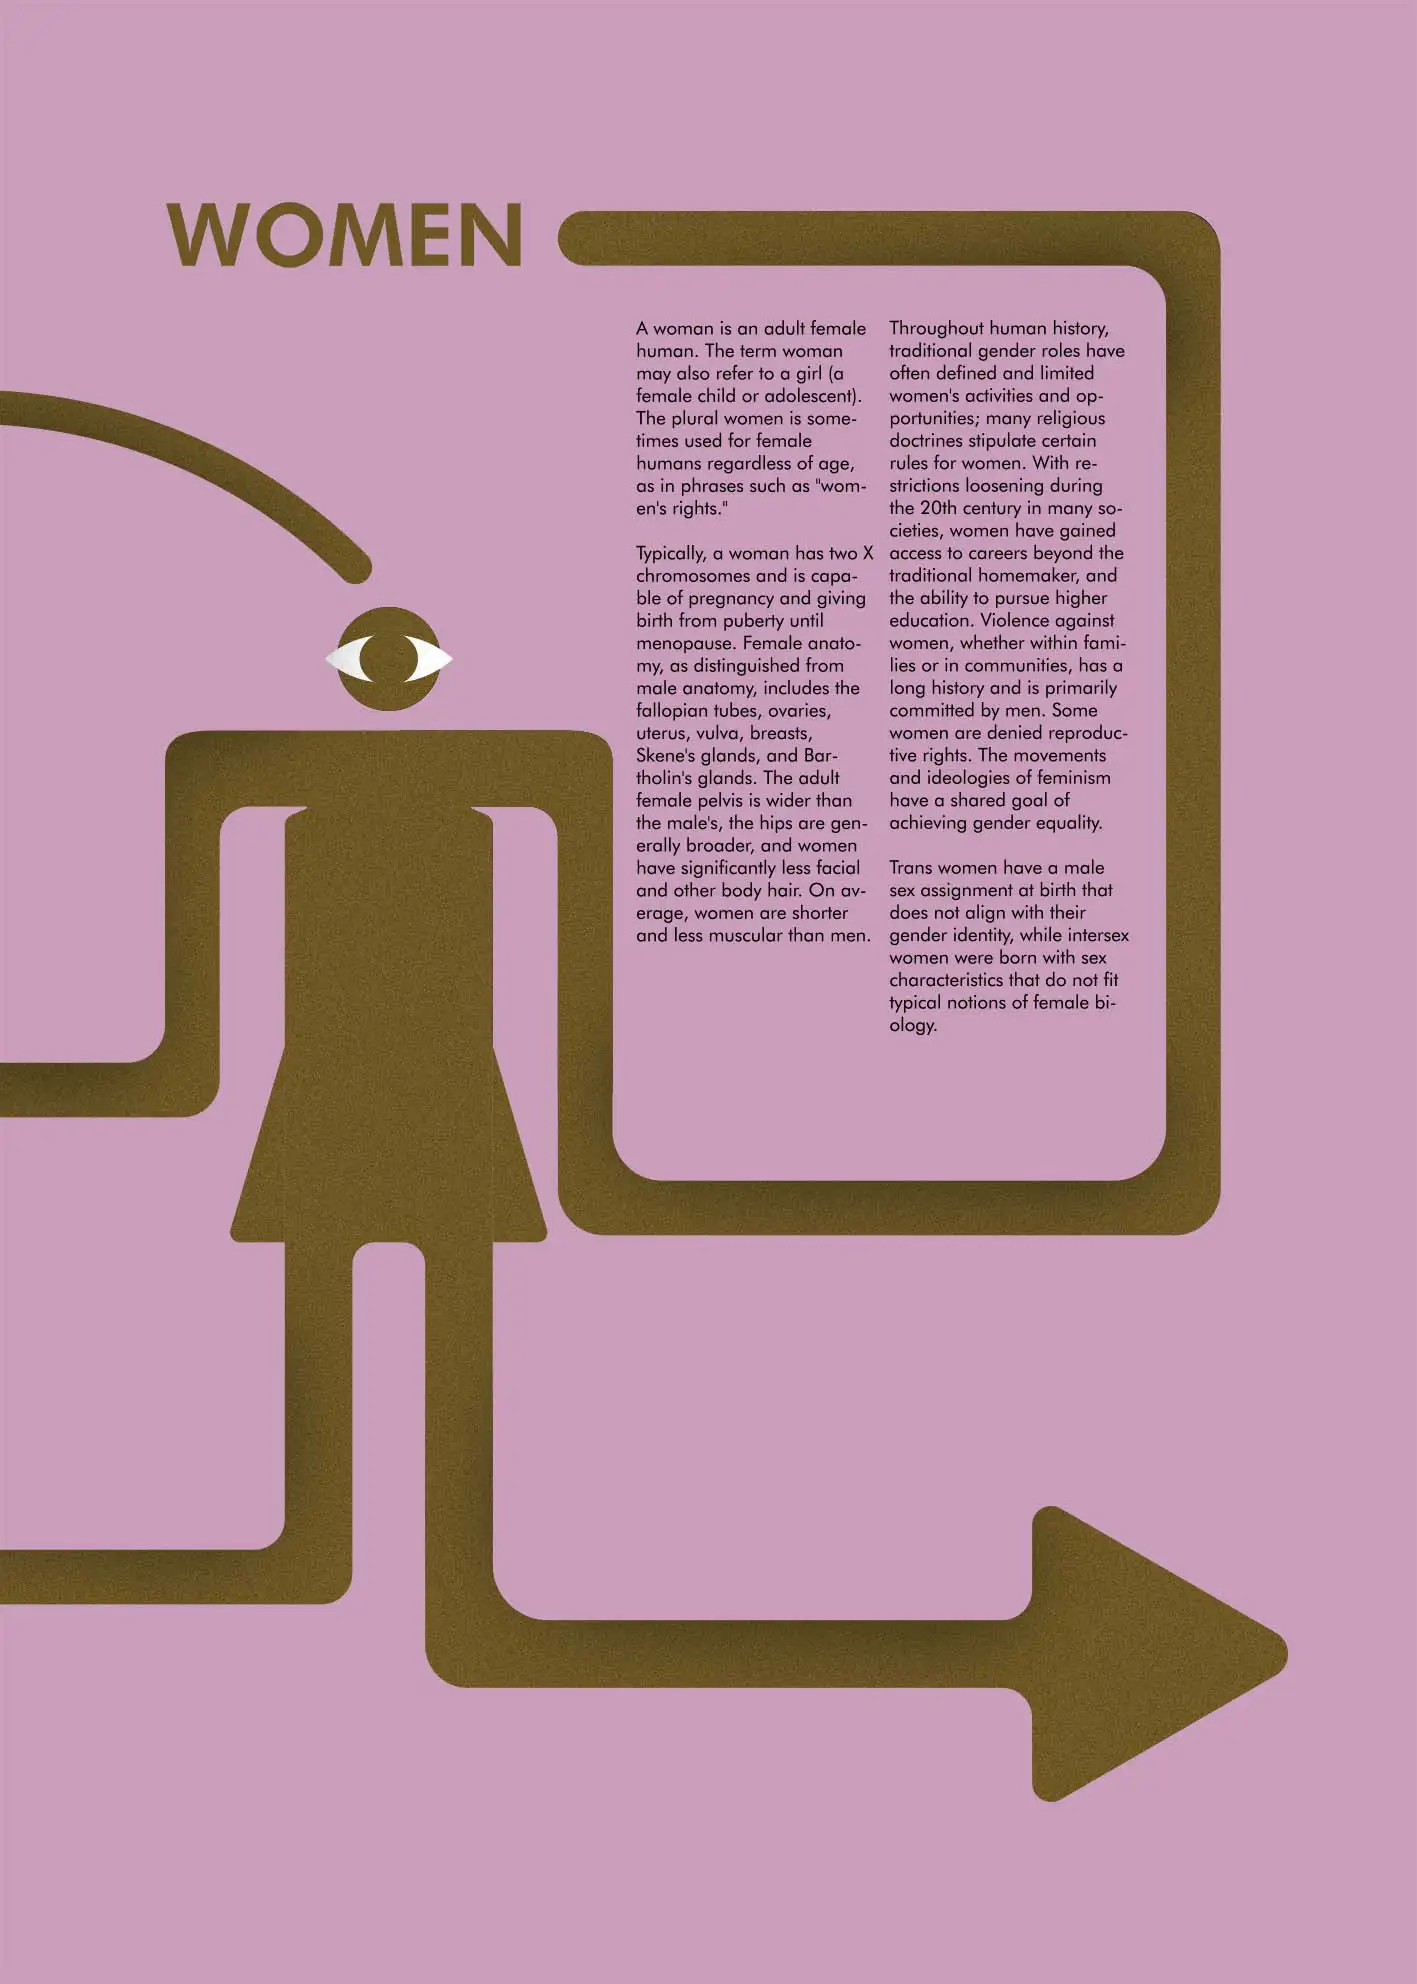 WOMEN
A woman is an adult female
human. The term woman
may also refer to a girl (a
female child or adolescent).
The plural women is some-
times used for female
humans regardless of age,
as in phrases such as "wom-
en's rights."
Typically, a woman has two X
chromosomes and is capa-
ble of pregnancy and giving
birth from puberty until
menopause. Female anato-
my, as distinguished from
male anatomy, includes the
fallopian tubes, ovaries,
uterus, vulva, breasts,
Skene's glands, and Bar-
tholin's glands. The adult
female pelvis is wider than
the male's, the hips are gen-
erally broader, and women
have significantly less facial
and other body hair. On av-
erage, women are shorter
and less muscular than men.
Throughout human history,
traditional gender roles have
often defined and limited
women's activities and op-
portunities; many religious
doctrines stipulate certain
rules for women. With re-
strictions loosening during
the 20th century in many so-
cieties, women have gained
access to careers beyond the
traditional homemaker, and
the ability to pursue higher
education. Violence against
women, whether within fami-
lies or in communities, has a
long history and is primarily
committed by men. Some
women are denied reproduc-
tive rights. The movements
and ideologies of feminism
have a shared goal of
achieving gender equality.
Trans women have a male
sex assignment at birth that
does not align with their
gender identity, while intersex
women were born with sex
characteristics that do not fit
typical notions of female bi-
ology.